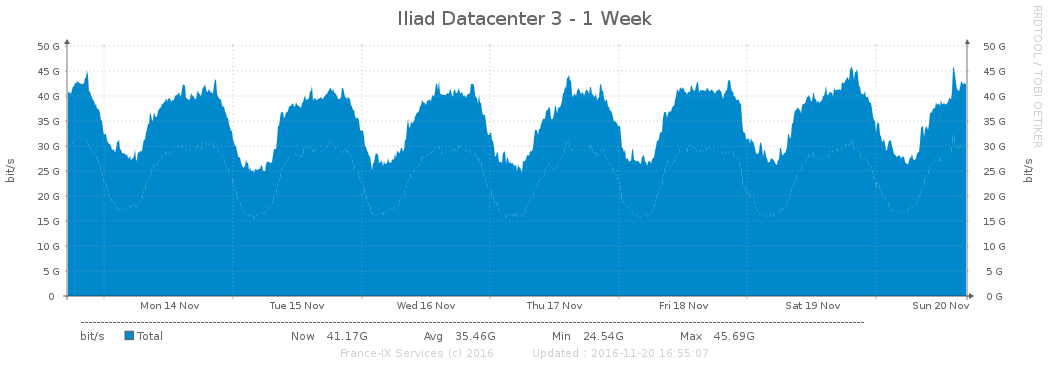 Iliad Datacenter 3 - 1 Week
RRDTOOL / TOBI OETIKER
50 G 50 G
45 G 45 G
40 G 40 G
35 G 35 G
30 G 30 G
25 G 25 G
20 G 20 G
15 G 15 G
10 G 10 G
5 G 5 G
0 0 G
bit/s bit/s
Mon 14 Nov Tue 15 Nov Wed 16 Nov Thu 17 Nov Fri 18 Nov Sat 19 Nov Sun 20 Nov
bit/s Total Now 41.17G Avg 35.46G Min 24.54G Max 45.69G
France-IX Services (c) 2016 Updated : 2016-11-20 16:55:07